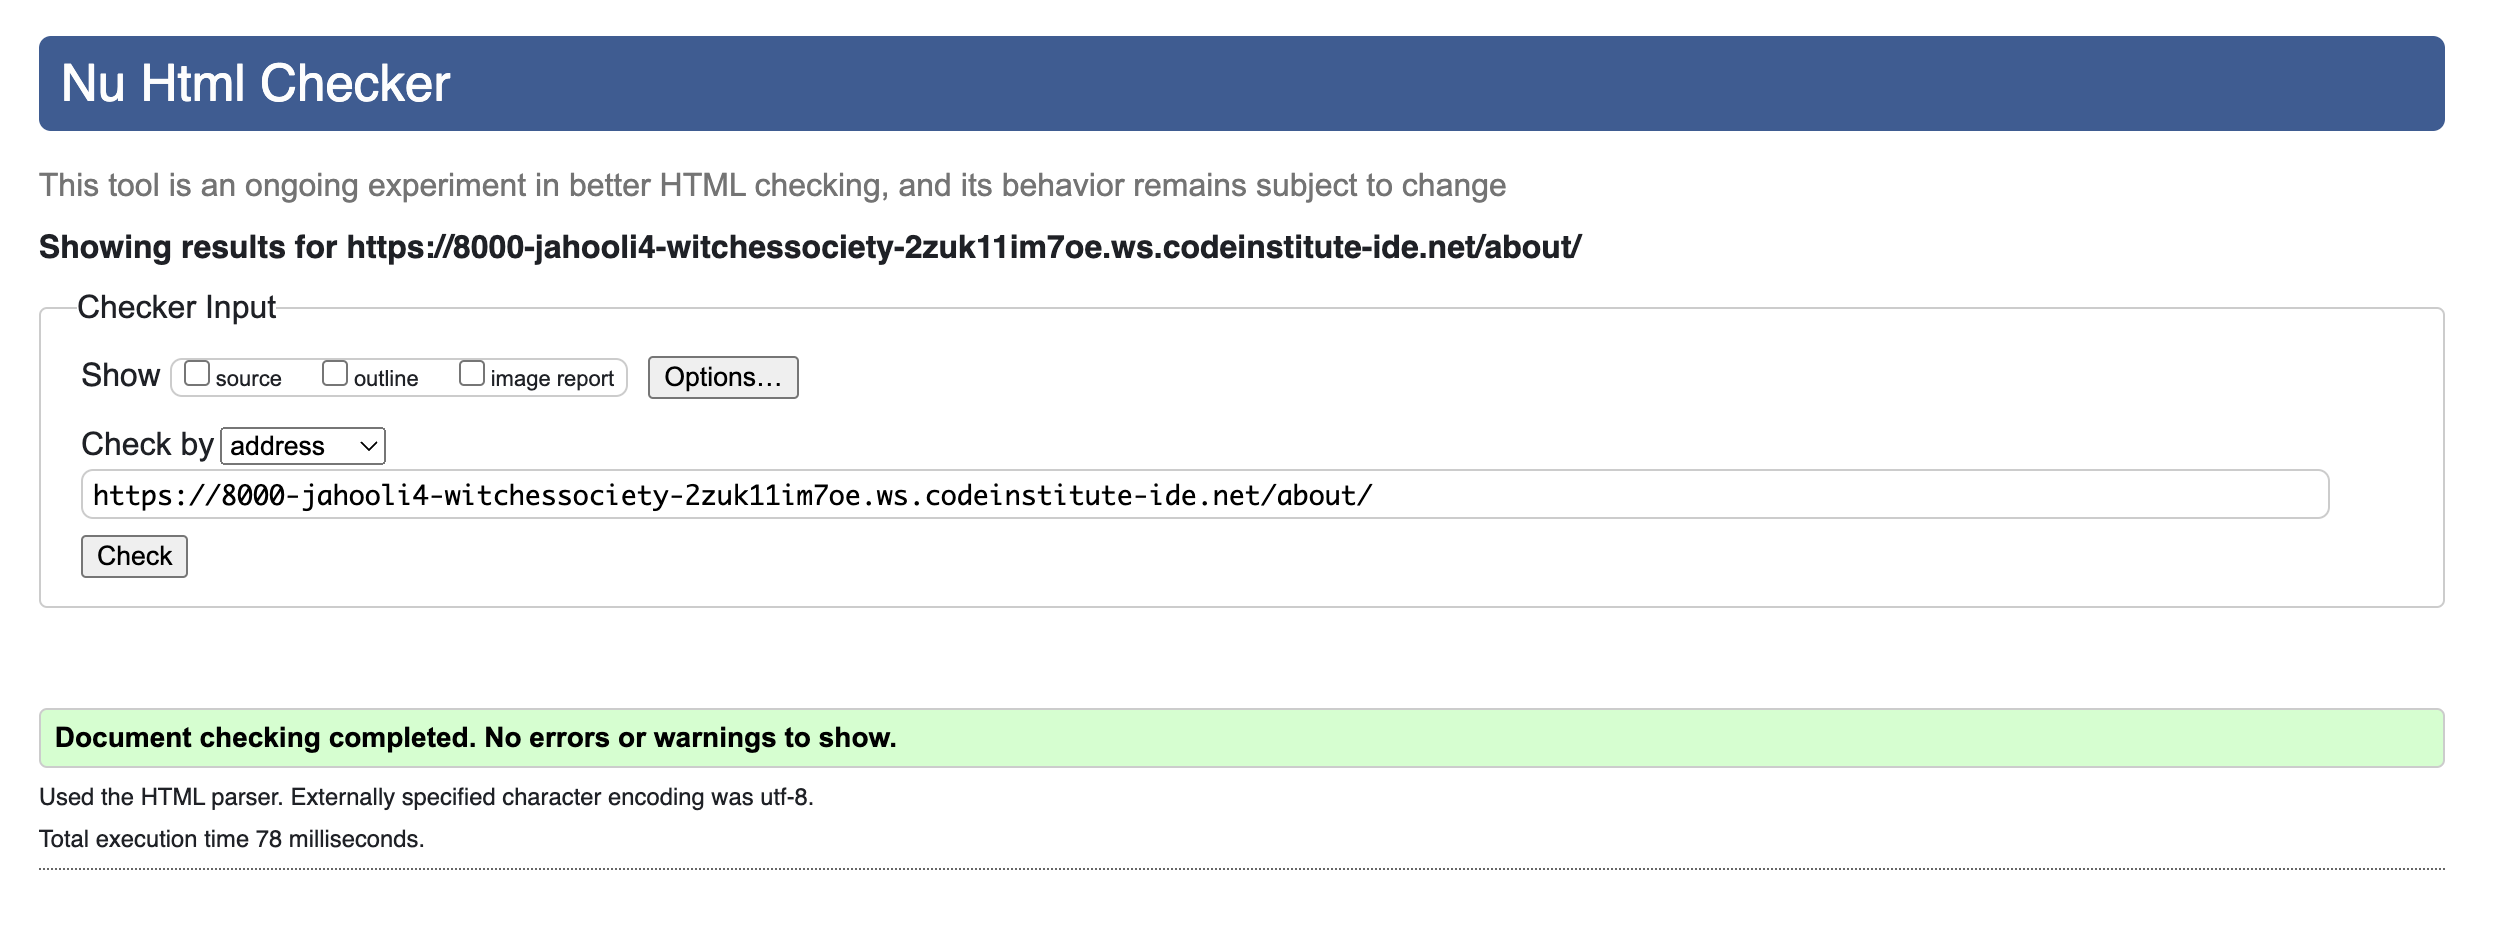 Nu Html Checker
This tool is an ongoing experiment in better HTML checking, and its behavior remains subject to change
Showing results for https://8000-jahooli4-witchessociety-2zuk11im7oe.ws.codeinstitute-ide.net/about/
Checker Input
Show source outline image report Options...
Check by address
https://8000-jahooli4-witchessociety-2zuk11im7oe.ws.codeinstitute-ide.net/about/
Check
Document checking completed. No errors or warnings to show.
Used the HTML parser. Externally specified character encoding was utf-8.
Total execution time 78 milliseconds.